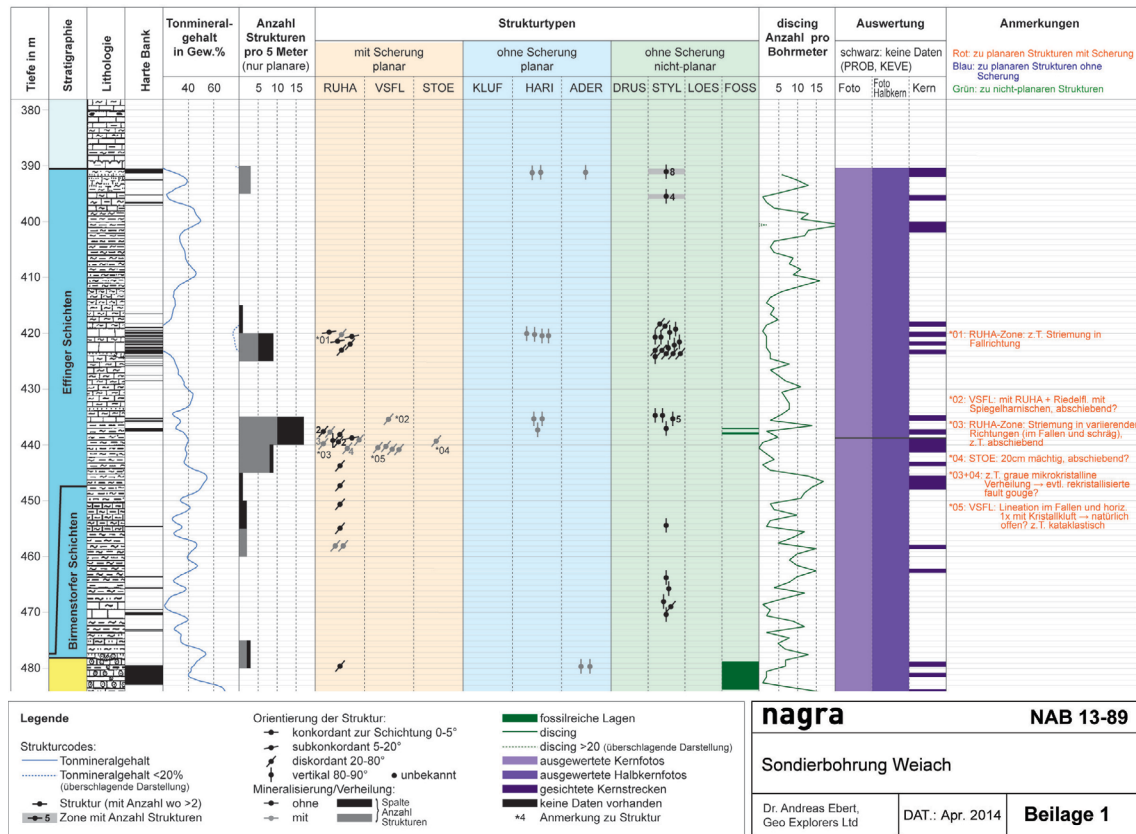 Tiefe in m
Stratigraphie
Lithologie
Harte Bank
Tonmineral-
gehalt
in Gew.%
40 60
Anzahl
Strukturen
pro 5 Meter
(nur planare)
5 10 15
Strukturtypen
mit Scherung
planar
RUHA VSFL STOE
ohne Scherung
planar
KLUF HARI ADER
ohne Scherung
nicht-planar
DRUS STYL LOES FOSS
discing
Anzahl pro
Bohrmeter
5 10 15
Auswertung
schwarz: keine Daten
(PROB, KEVE)
Foto
Foto
Halbkern
Kern
Anmerkungen
Rot: zu planaren Strukturen mit Scherung
Blau: zu planaren Strukturen ohne
Scherung
Grün: zu nicht-planaren Strukturen
380
390
400
410
420
430
440
450
460
470
480
Effinger Schichten
Birmenstorfer Schichten
8
4
*01
*02
5
2
2
3
4
*03
*05
*04
*01: RUHA-Zone: z.T. Striemung in
Fallrichtung
*02: VSFL: mit RUHA + Riedelfl. mit
Spiegelharnischen, abschiebend?
*03: RUHA-Zone: Striemung in variierenden
Richtungen (im Fallen und schräg),
z.T. abschiebend
*04: STOE: 20cm mächtig, abschiebend?
*03+04: z.T. graue mikrokristalline
Verheilung → evtl. rekristallisierte
fault gouge?
*05: VSFL: Lineation im Fallen und horiz.
1x mit Kristallkluft → natürlich
offen? z.T. kataklastisch
Legende
Strukturcodes:
Tonmineralgehalt
Tonmineralgehalt <20%
(überschlagende Darstellung)
Struktur (mit Anzahl wo >2)
5 Zone mit Anzahl Strukturen
Orientierung der Struktur:
konkordant zur Schichtung 0-5°
subkonkordant 5-20°
diskordant 20-80°
vertikal 80-90° unbekannt
Mineralisierung/Verheilung:
ohne
mit
Spalte
Anzahl
Strukturen
fossilreiche Lagen
discing
discing >20 (überschlagende Darstellung)
ausgewertete Kernfotos
ausgewertete Halbkernfotos
gesichtete Kernstrecken
keine Daten vorhanden
*4 Anmerkung zu Struktur
nagra NAB 13-89
Sondierbohrung Weiach
Dr. Andreas Ebert,
Geo Explorers Ltd
DAT.: Apr. 2014
Beilage 1